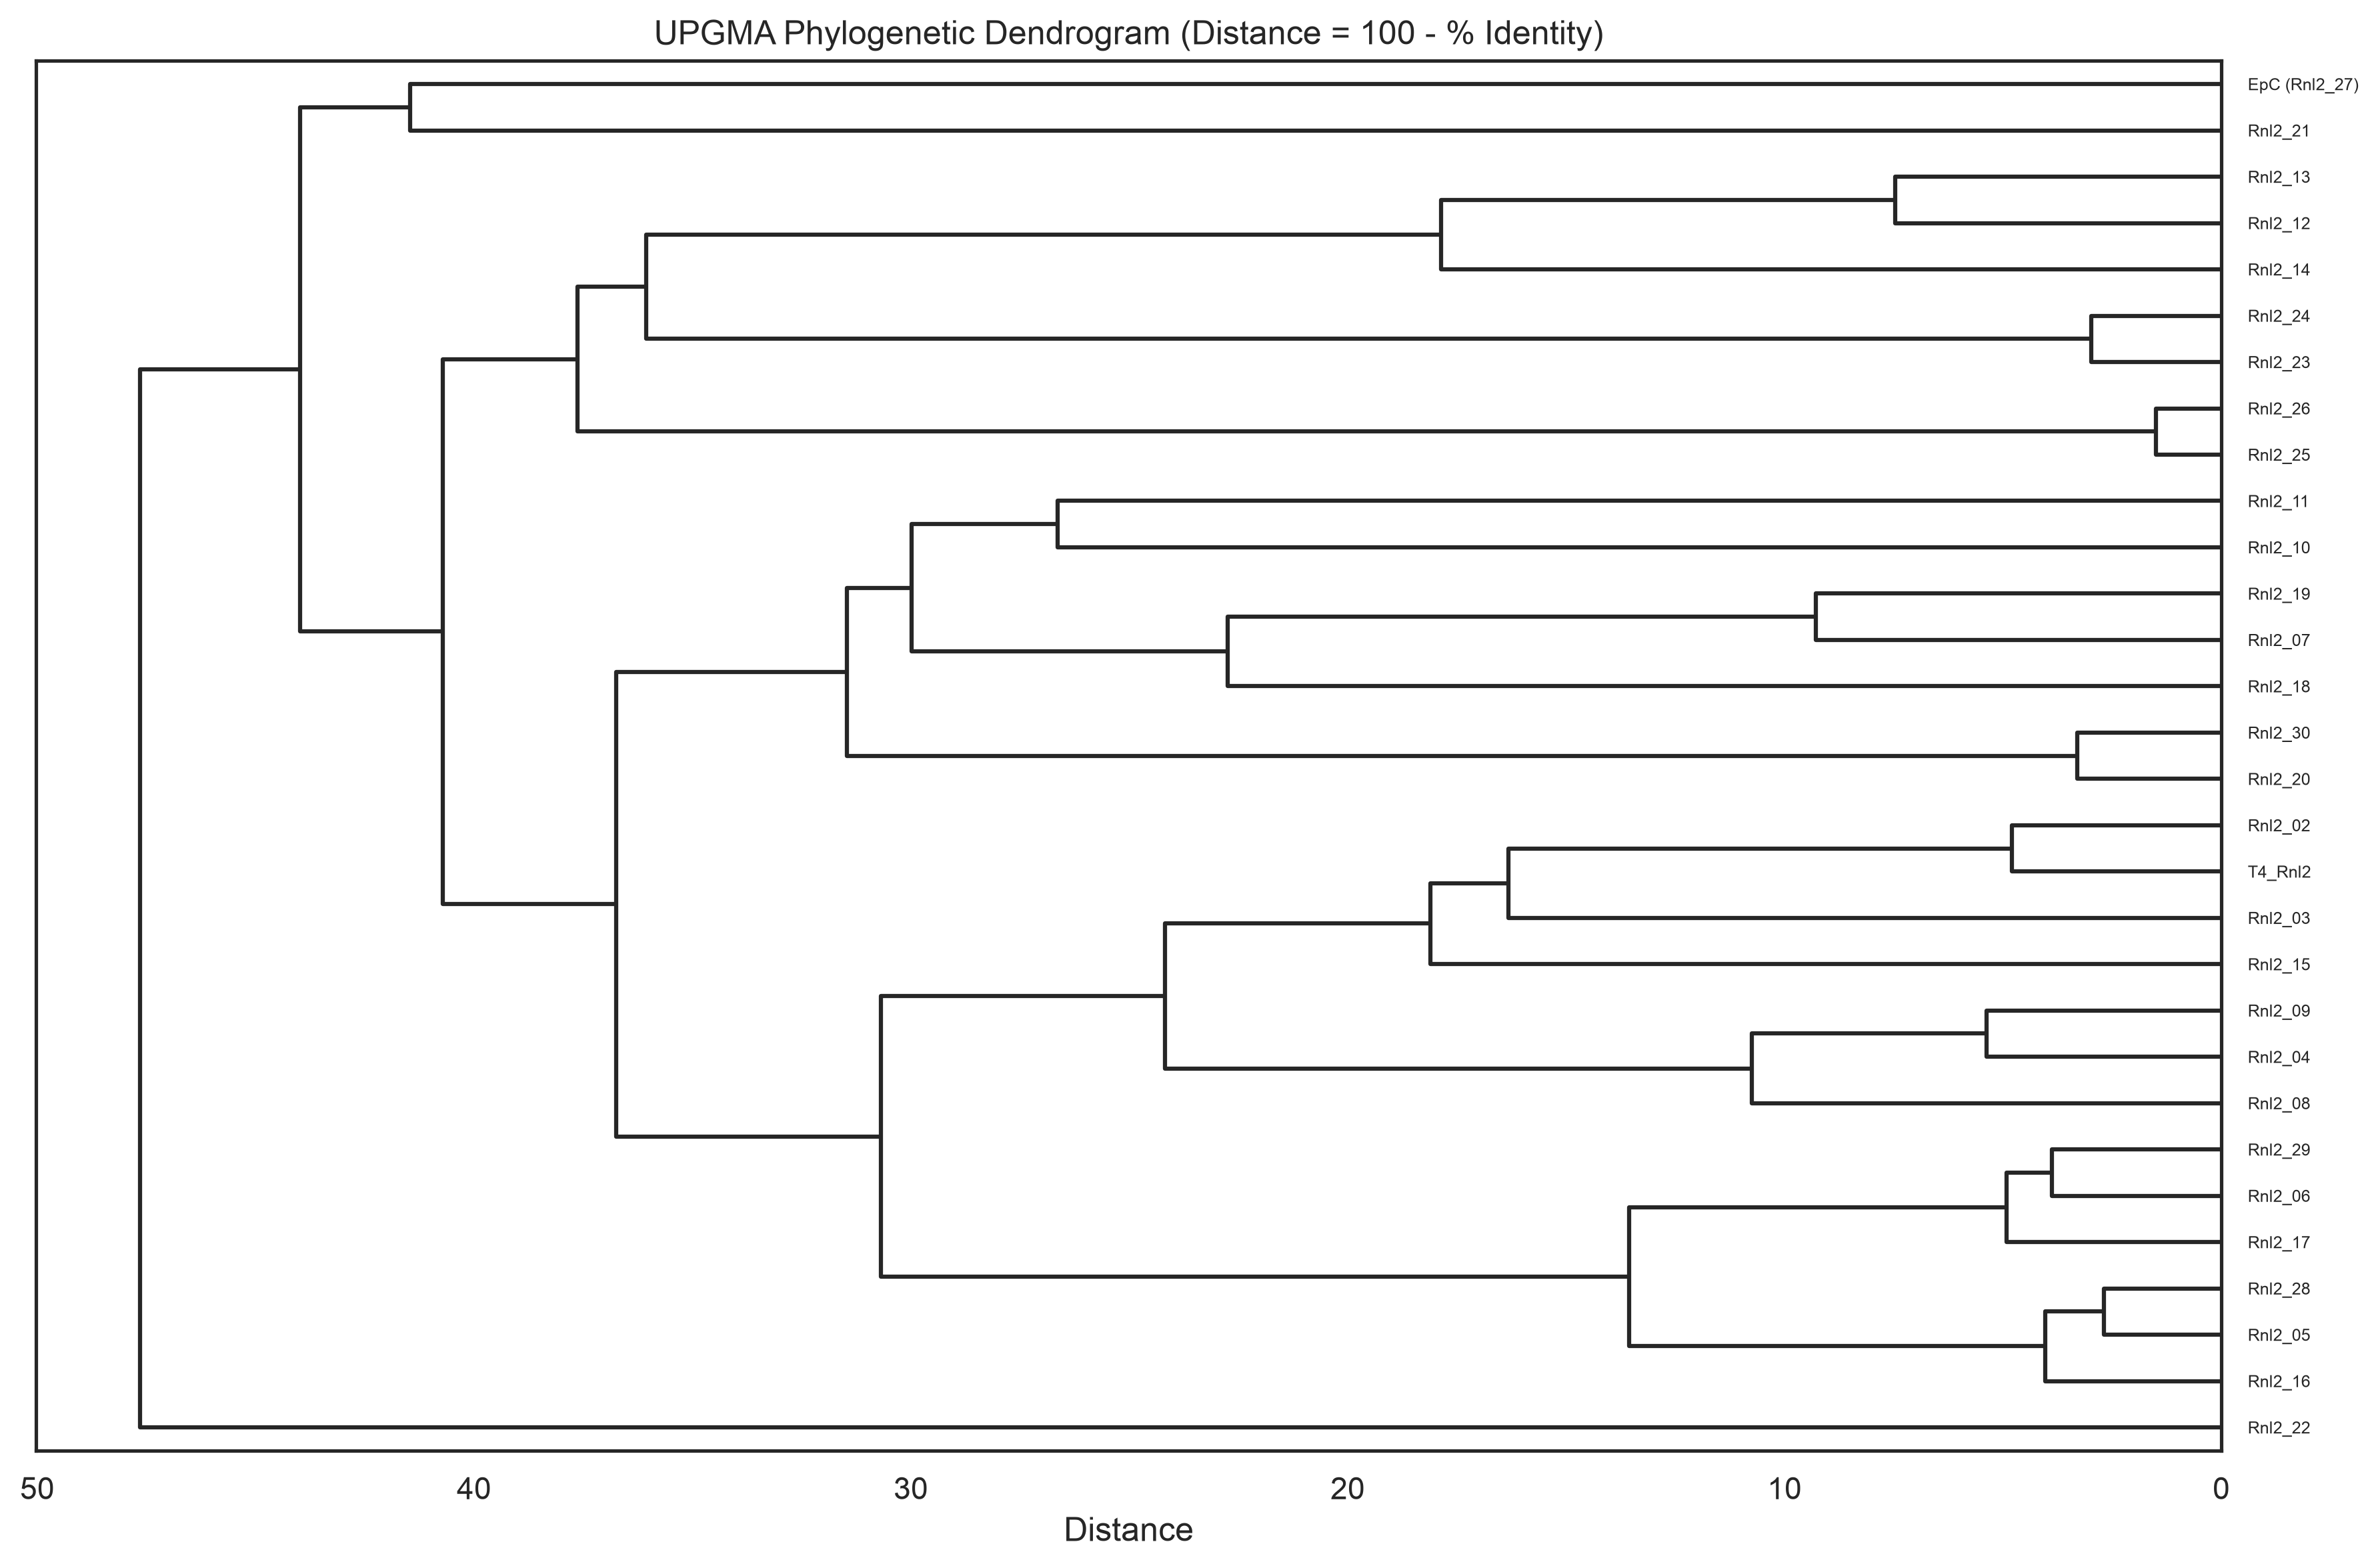 UPGMA Phylogenetic Dendrogram (Distance = 100 - % Identity)
EpC (Rnl2_27)
Rnl2_21
Rnl2_13
Rnl2_12
Rnl2_14
Rnl2_24
Rnl2_23
Rnl2_26
Rnl2_25
Rnl2_11
Rnl2_10
Rnl2_19
Rnl2_07
Rnl2_18
Rnl2_30
Rnl2_20
Rnl2_02
T4_Rnl2
Rnl2_03
Rnl2_15
Rnl2_09
Rnl2_04
Rnl2_08
Rnl2_29
Rnl2_06
Rnl2_17
Rnl2_28
Rnl2_05
Rnl2_16
Rnl2_22
50 40 30 20 10 0
Distance